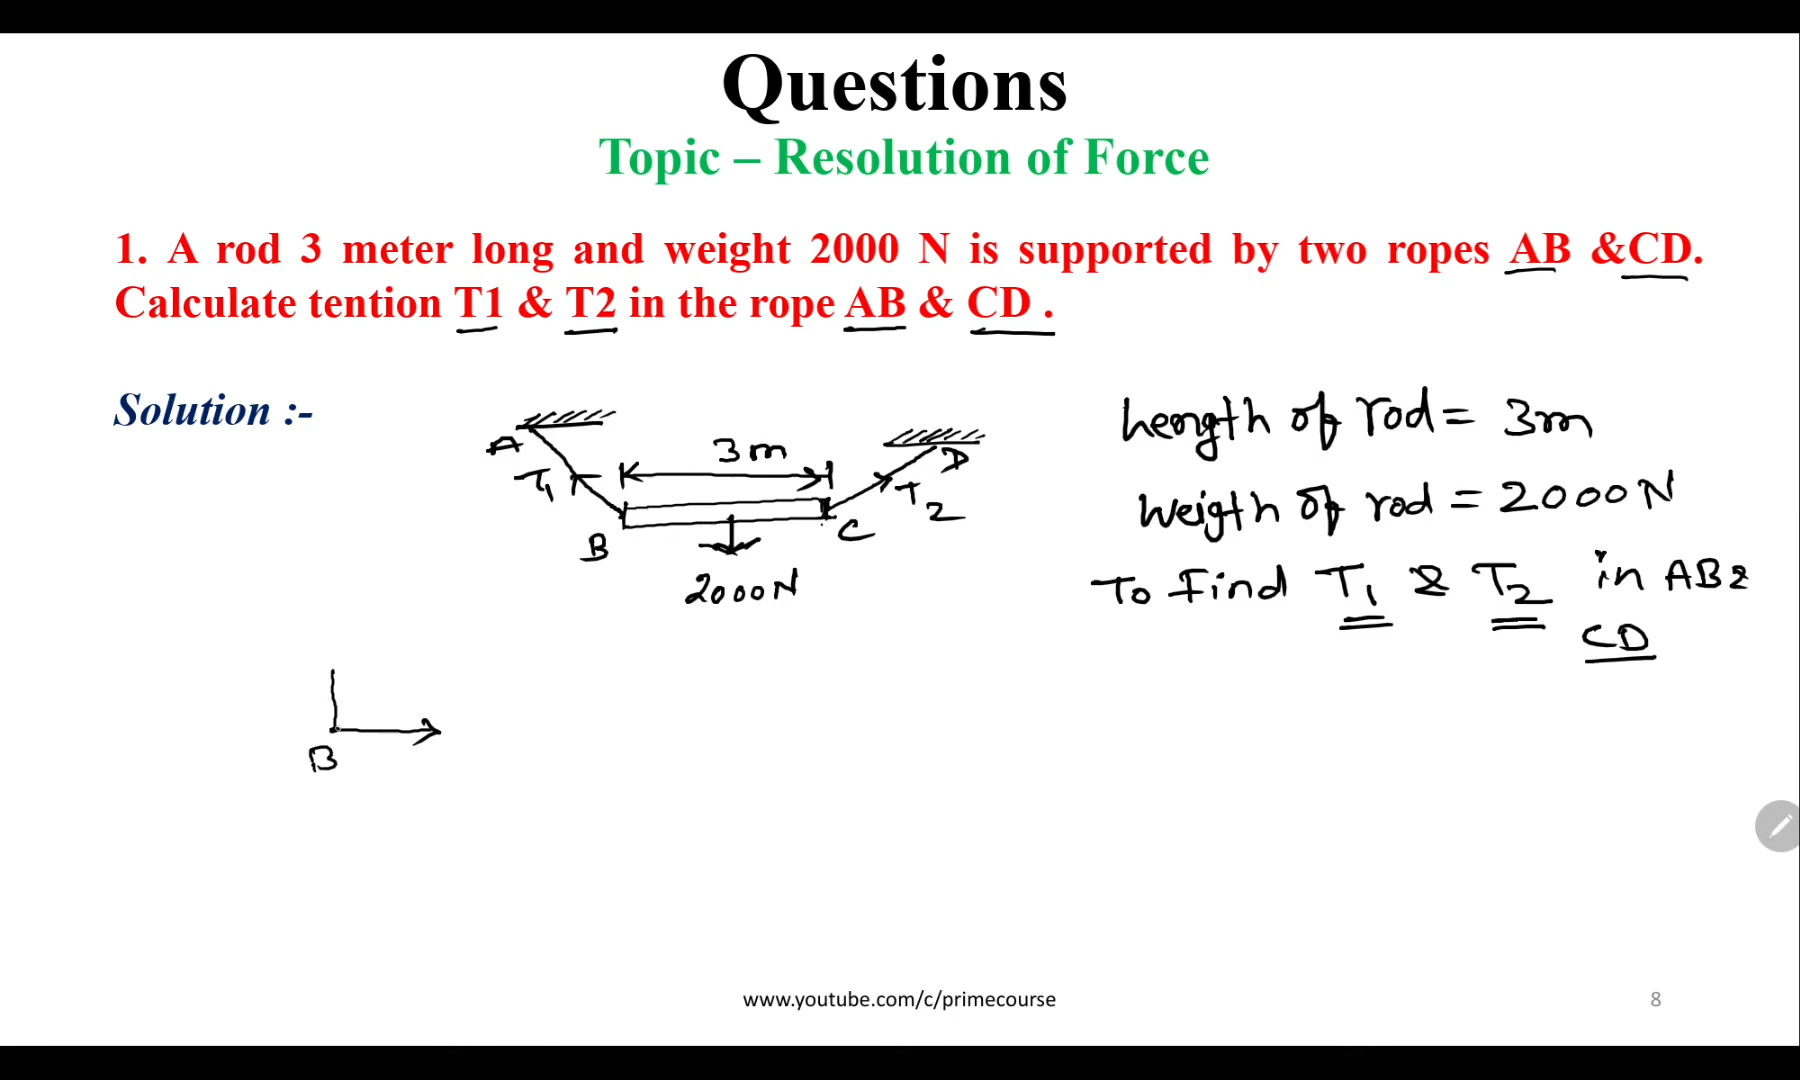 Questions
Topic – Resolution of Force
1. A rod 3 meter long and weight 2000 N is supported by two ropes AB &CD.
Calculate tention T1 & T2 in the rope AB & CD .
Solution :-
A
T1
3m
D
T2
B
C
2000N
Length of rod = 3m
Weigth of rod = 2000N
To Find T1 & T2 in AB &
CD
B
www.youtube.com/c/primecourse
8